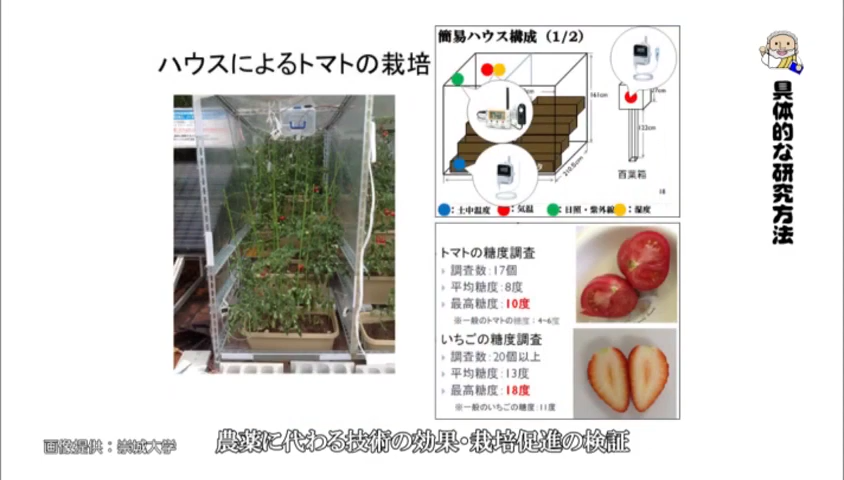 ハウスによるトマトの栽培
簡易ハウス構成（1/2）
161cm
122cm
210.5cm
百葉箱
18
：土中温度 ：気温 ：日照・紫外線 ：湿度
トマトの糖度調査
調査数：17個
平均糖度：8度
最高糖度：10度
※一般のトマトの糖度：4~6度
いちごの糖度調査
調査数：20個以上
平均糖度：13度
最高糖度：18度
※一般のいちごの糖度：11度
具体的な研究方法
画像提供：崇城大学
農薬に代わる技術の効果・栽培促進の検証